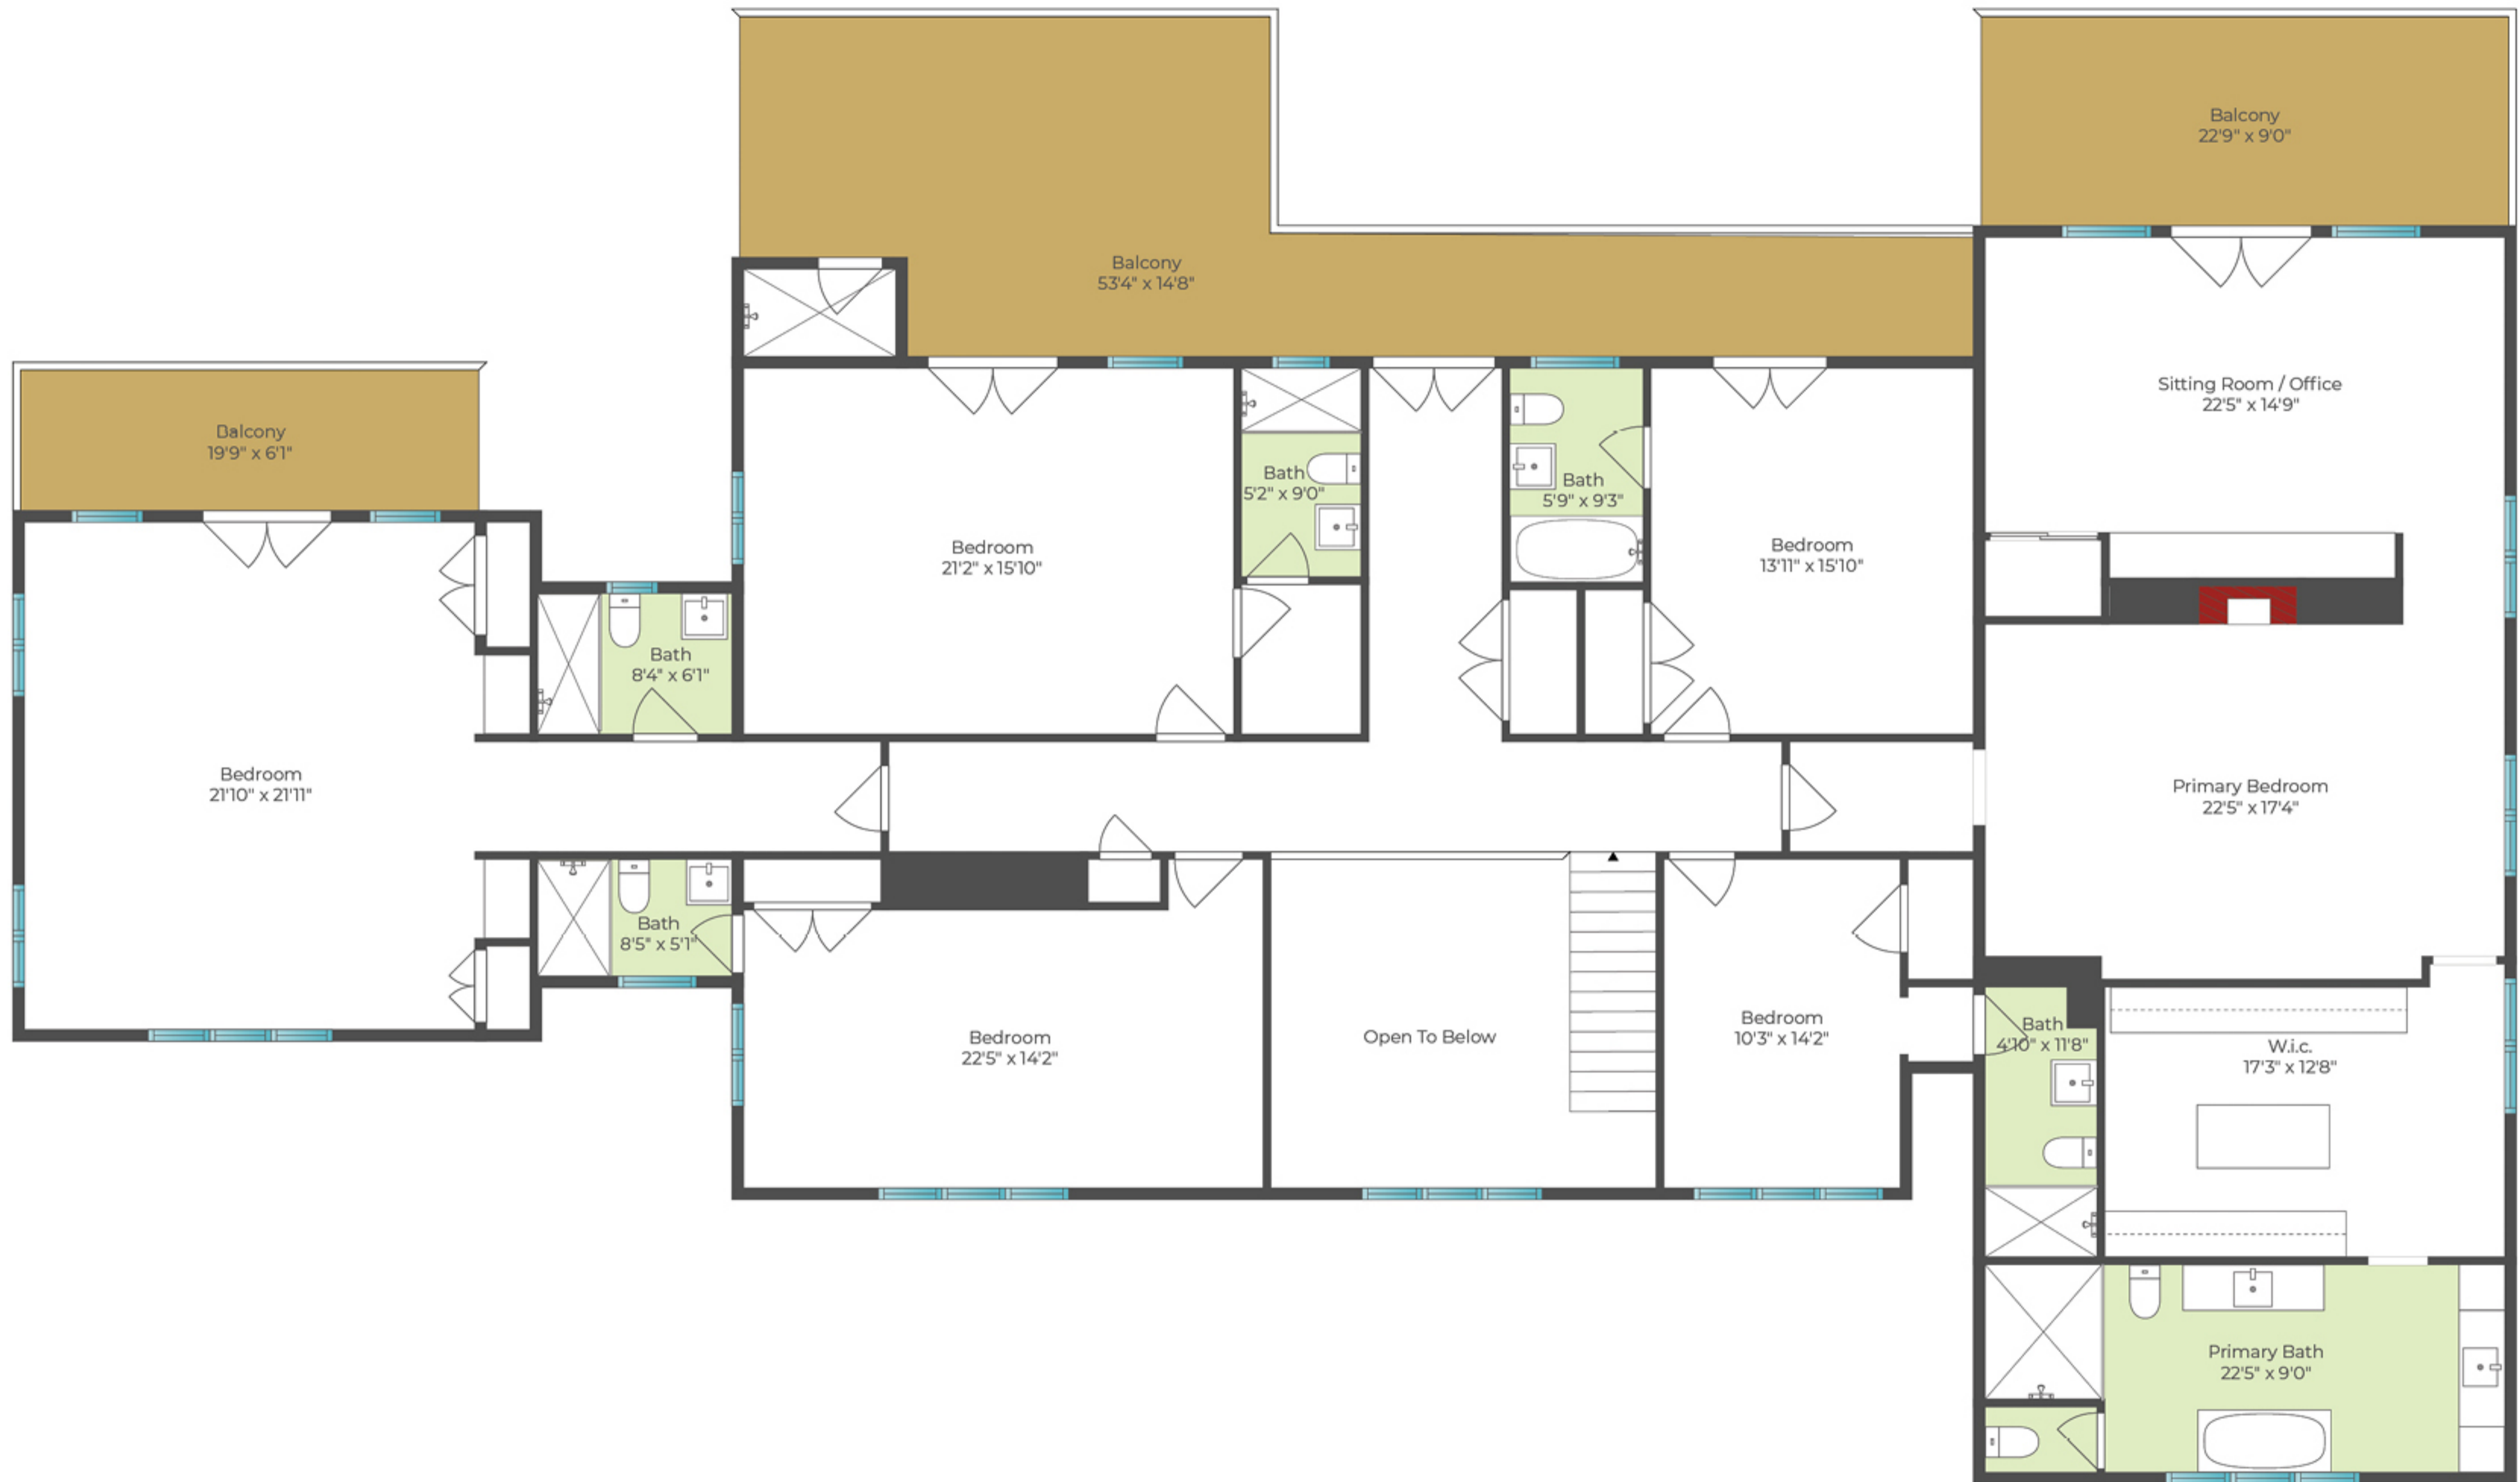 Balcony
22'9" x 9'0"
Balcony
53'4" x 14'8"
Balcony
19'9" x 6'1"
Sitting Room / Office
22'5" x 14'9"
Bath
5'2" x 9'0"
Bath
5'9" x 9'3"
Bedroom
21'2" x 15'10"
Bedroom
13'11" x 15'10"
Bath
8'4" x 6'1"
Bedroom
21'10" x 21'11"
Primary Bedroom
22'5" x 17'4"
Bath
8'5" x 5'1"
Bedroom
22'5" x 14'2"
Open To Below
Bedroom
10'3" x 14'2"
Bath
4'10" x 11'8"
W.i.c.
17'3" x 12'8"
Primary Bath
22'5" x 9'0"